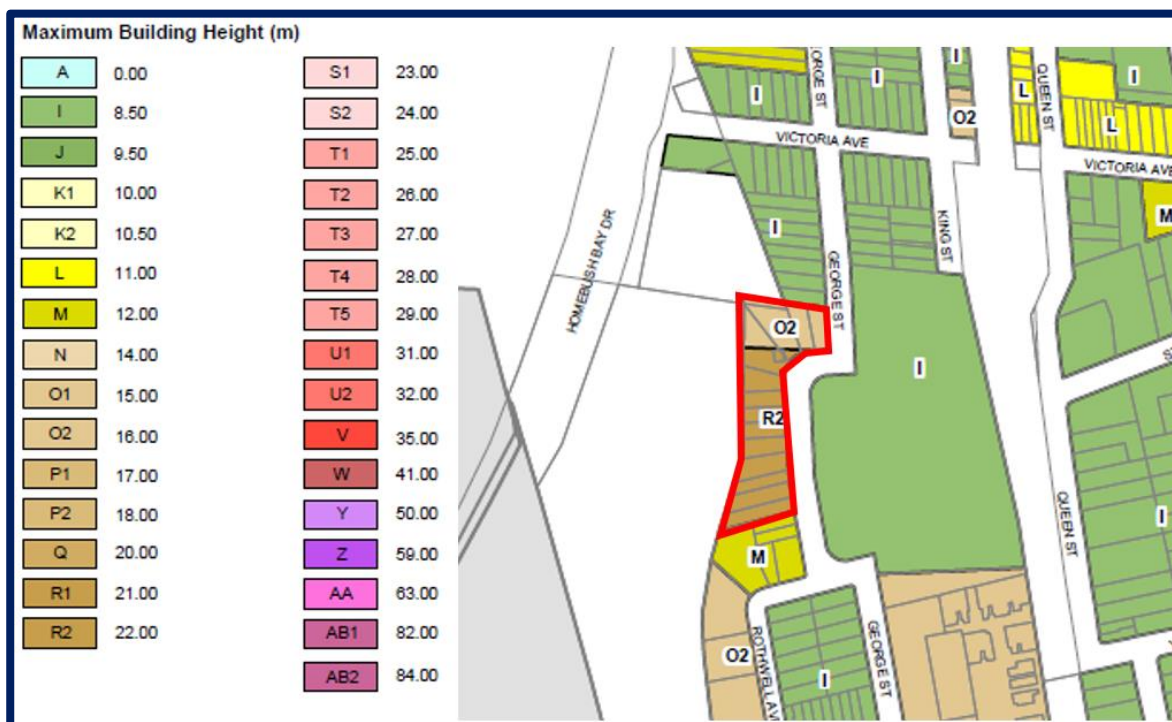 Maximum Building Height (m)
A 0.00
I 8.50
J 9.50
K1 10.00
K2 10.50
L 11.00
M 12.00
N 14.00
O1 15.00
O2 16.00
P1 17.00
P2 18.00
Q 20.00
R1 21.00
R2 22.00
S1 23.00
S2 24.00
T1 25.00
T2 26.00
T3 27.00
T4 28.00
T5 29.00
U1 31.00
U2 32.00
V 35.00
W 41.00
Y 50.00
Z 59.00
AA 63.00
AB1 82.00
AB2 84.00
ORGE ST
I
I
I
O2
L
QUEEN ST
I
L
VICTORIA AVE
VICTORIA AVE
M
HOMEBUSH BAY DR
I
KING ST
GEORGE ST
O2
I
R2
S
QUEEN ST
I
M
O2
ROTHWELL AV
I
GEORGE ST
O2